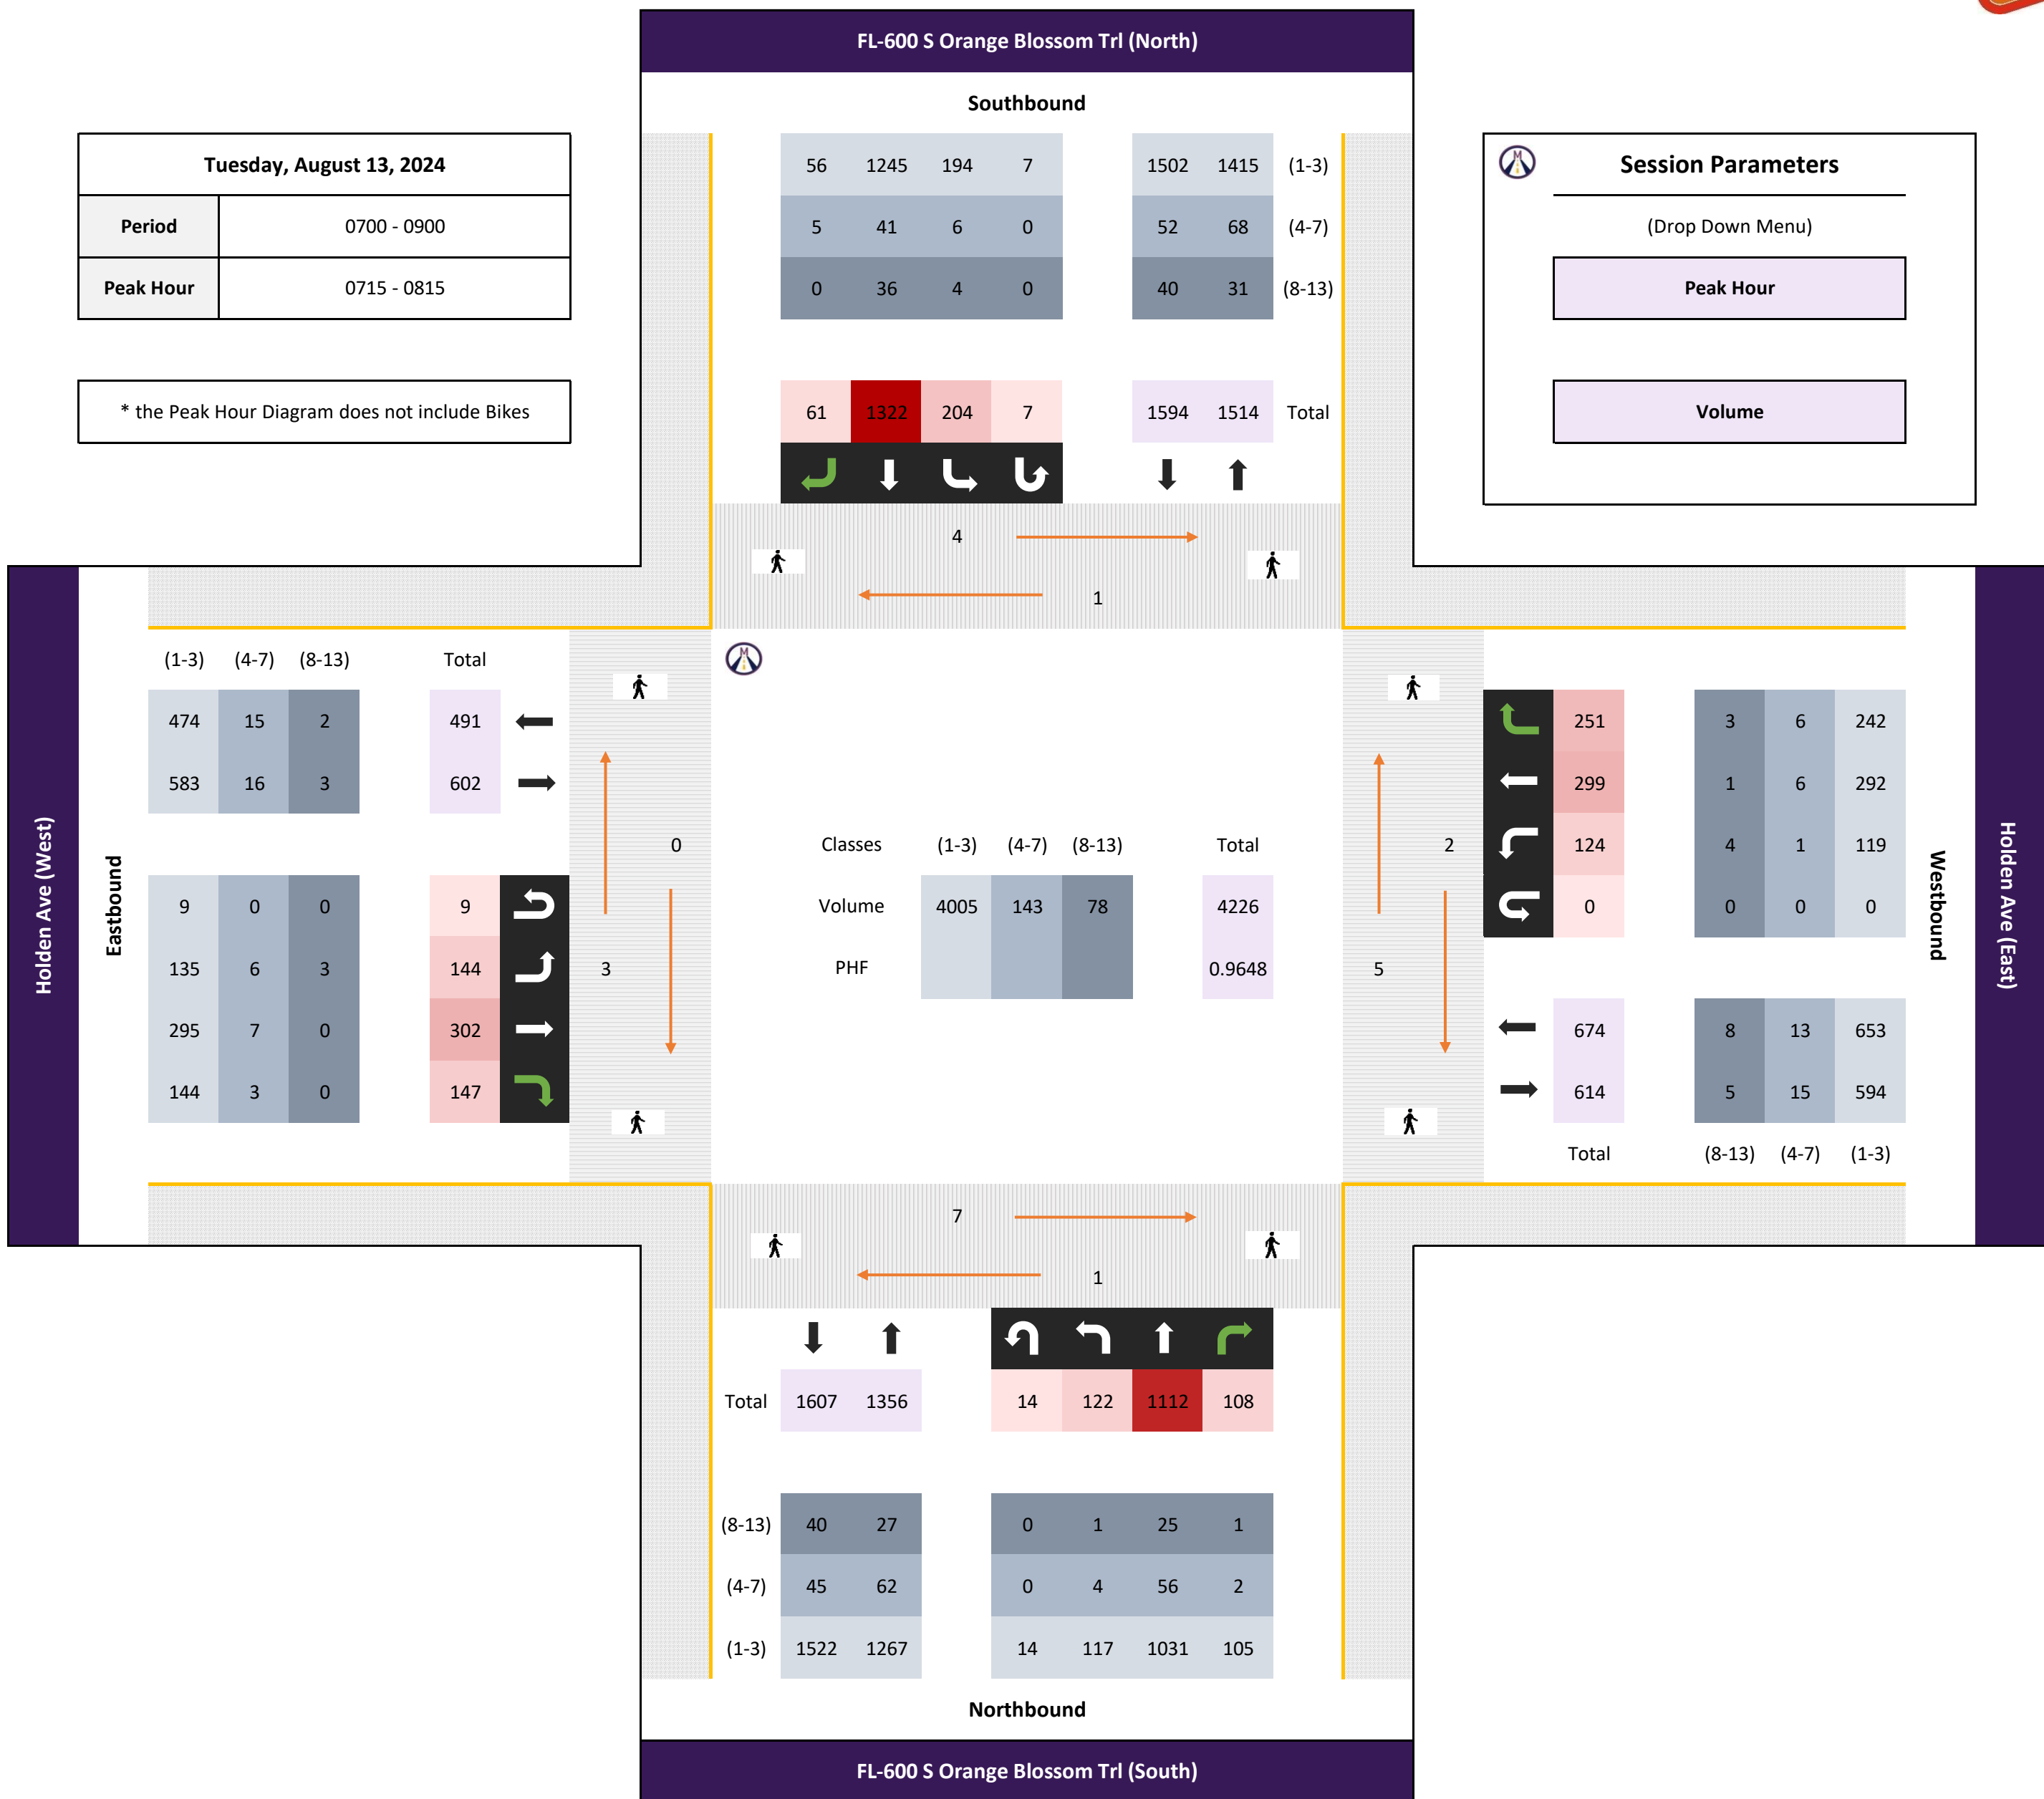 FL-600 S Orange Blossom Trl (North)
Southbound
Tuesday, August 13, 2024
Period 0700 - 0900
Peak Hour 0715 - 0815
* the Peak Hour Diagram does not include Bikes
56 1245 194 7 1502 1415 (1-3)
5 41 6 0 52 68 (4-7)
0 36 4 0 40 31 (8-13)
61 1322 204 7 1594 1514 Total
M
Session Parameters
(Drop Down Menu)
Peak Hour
Volume
4
1
Holden Ave (West)
Eastbound
(1-3) (4-7) (8-13) Total
474 15 2 491
583 16 3 602
9 0 0 9
135 6 3 144
295 7 0 302
144 3 0 147
0
3
M
Classes (1-3) (4-7) (8-13) Total
Volume 4005 143 78 4226
PHF 0.9648
2
5
251 3 6 242
299 1 6 292
124 4 1 119
0 0 0 0
674 8 13 653
614 5 15 594
Total (8-13) (4-7) (1-3)
Westbound
Holden Ave (East)
7
1
Total 1607 1356 14 122 1112 108
(8-13) 40 27 0 1 25 1
(4-7) 45 62 0 4 56 2
(1-3) 1522 1267 14 117 1031 105
Northbound
FL-600 S Orange Blossom Trl (South)